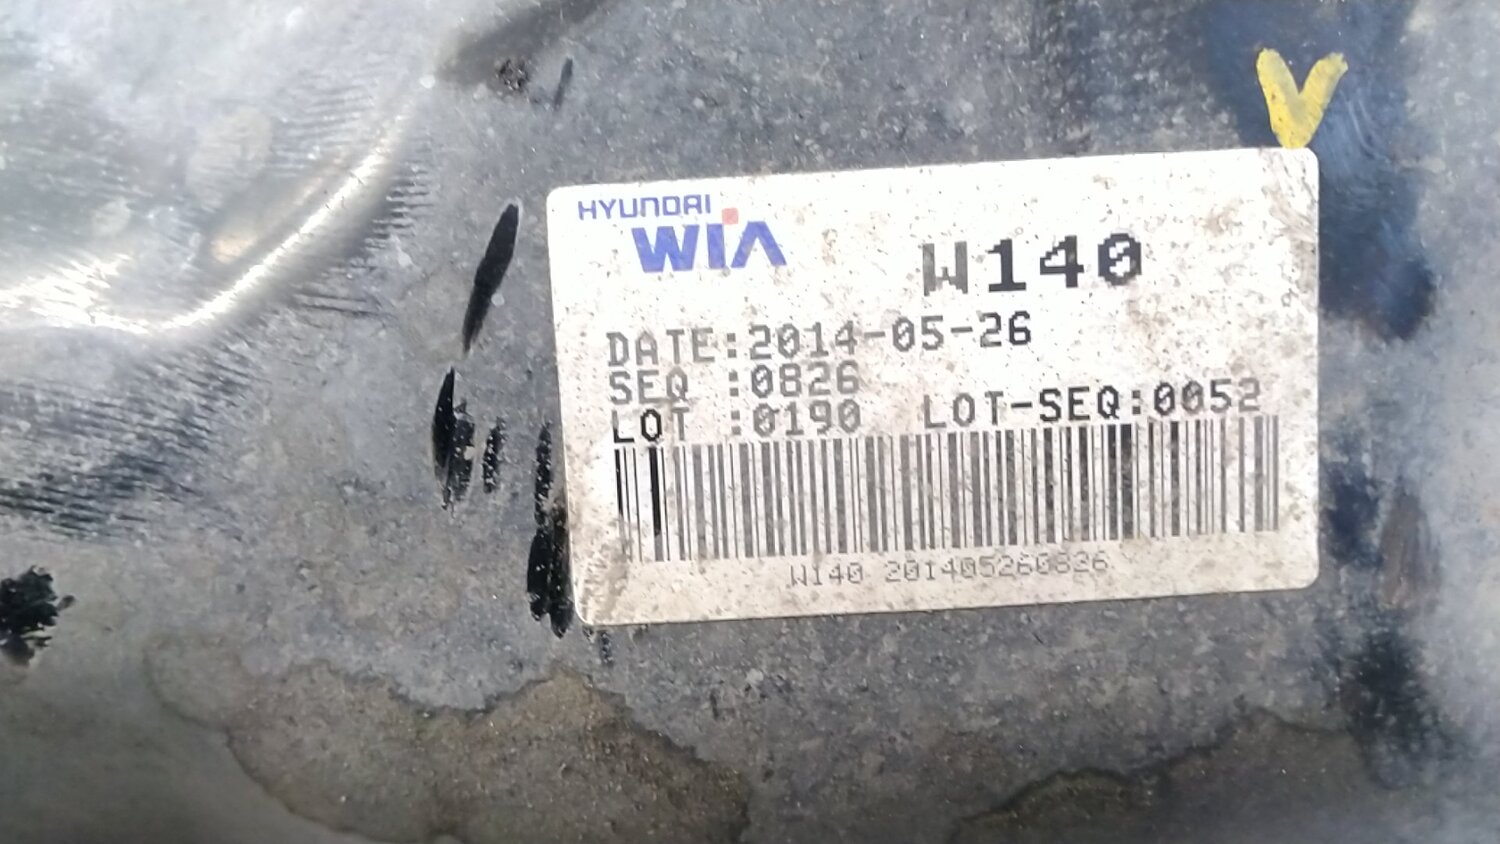 V
HYUNDAI
WIA
W140
DATE:2014-05-26
SEQ :0826
LOT :0190 LOT-SEQ:0052
W140 201405260826